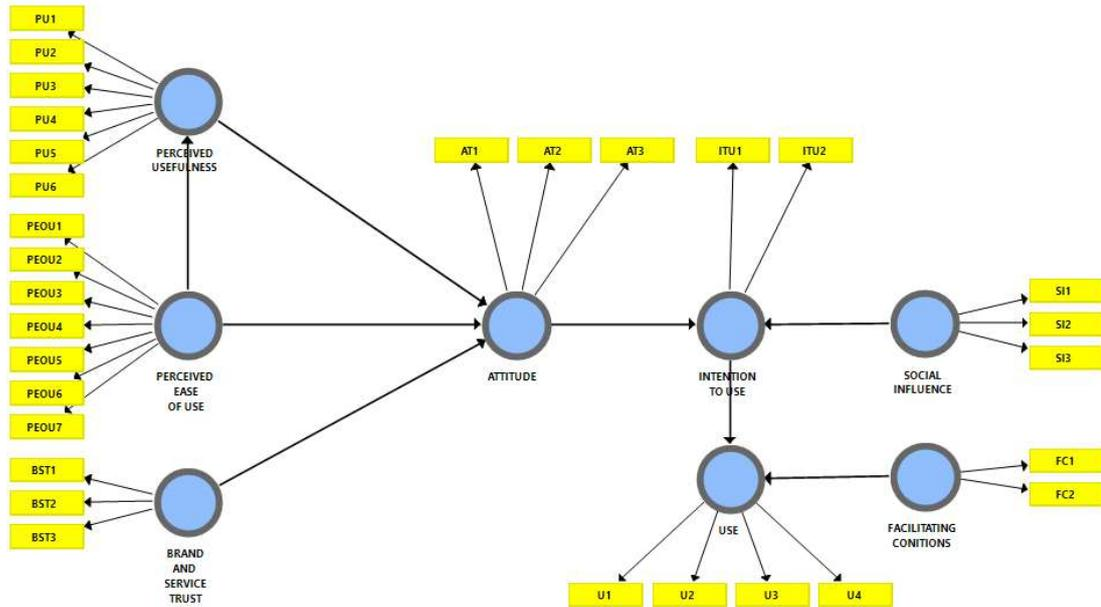 PU1
PU2
PU3
PU4
PU5
PU6
PERCEIVED
USEFULNESS
PEOU1
PEOU2
PEOU3
PEOU4
PEOU5
PEOU6
PEOU7
PERCEIVED
EASE
OF USE
BST1
BST2
BST3
BRAND
AND
SERVICE
TRUST
AT1
AT2
AT3
ATTITUDE
ITU1
ITU2
INTENTION
TO USE
SI1
SI2
SI3
SOCIAL
INFLUENCE
USE
U1
U2
U3
U4
FC1
FC2
FACILITATING
CONITIONS